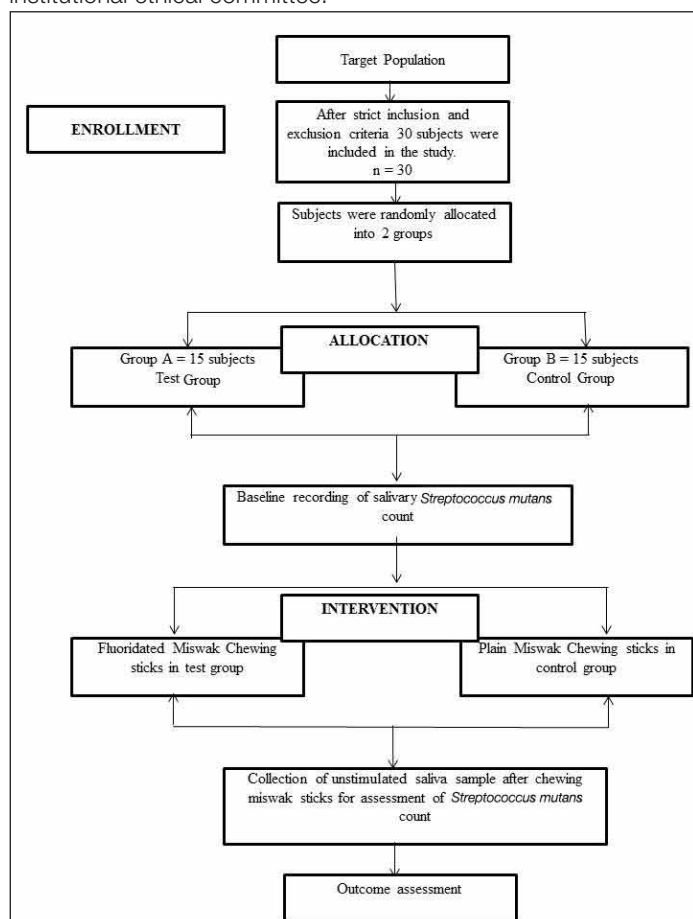 institutional ethical committee.
Target Population
ENROLLMENT
After strict inclusion and
exclusion criteria 30 subjects were
included in the study.
n = 30
Subjects were randomly allocated
into 2 groups
ALLOCATION
Group A = 15 subjects
Test Group
Group B = 15 subjects
Control Group
Baseline recording of salivary Streptococcus mutans
count
INTERVENTION
Fluoridated Miswak Chewing
sticks in test group
Plain Miswak Chewing sticks in
control group
Collection of unstimulated saliva sample after chewing
miswak sticks for assessment of Streptococcus mutans
count
Outcome assessment